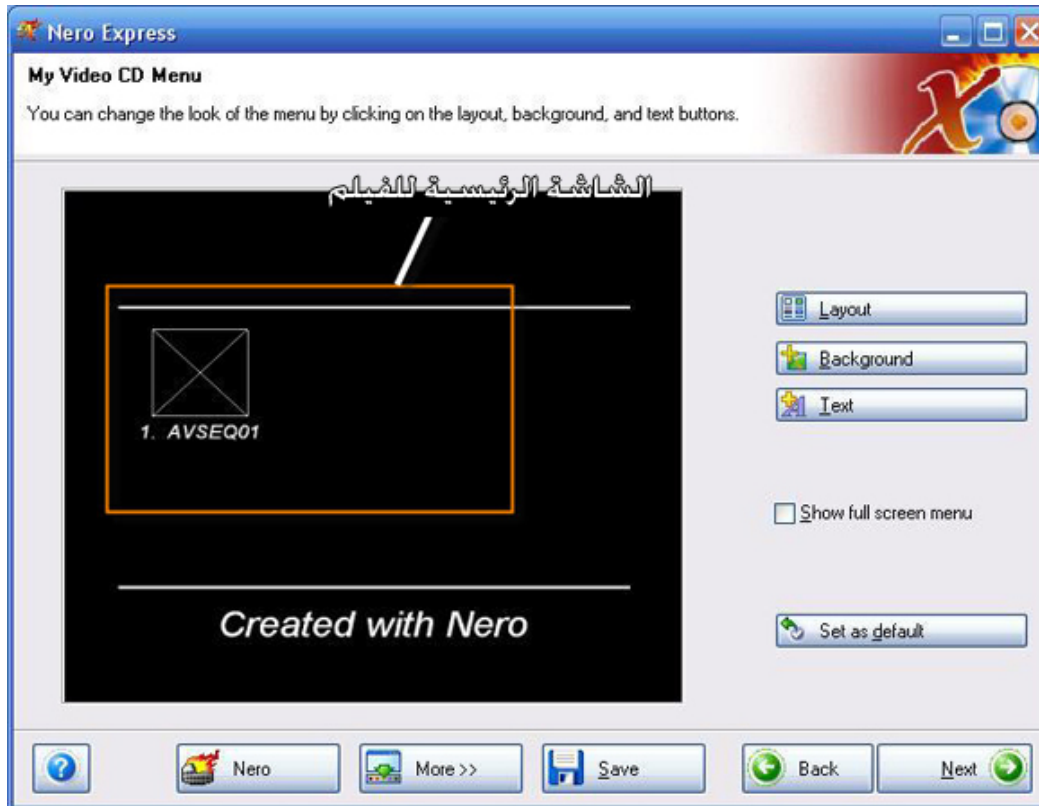 Nero Express
My Video CD Menu
You can change the look of the menu by clicking on the layout, background, and text buttons.
الشاشة الرئيسية للفيلم
1. AVSEQ01
Created with Nero
Layout
Background
Text
Show full screen menu
Set as default
Nero
More >>
Save
Back
Next